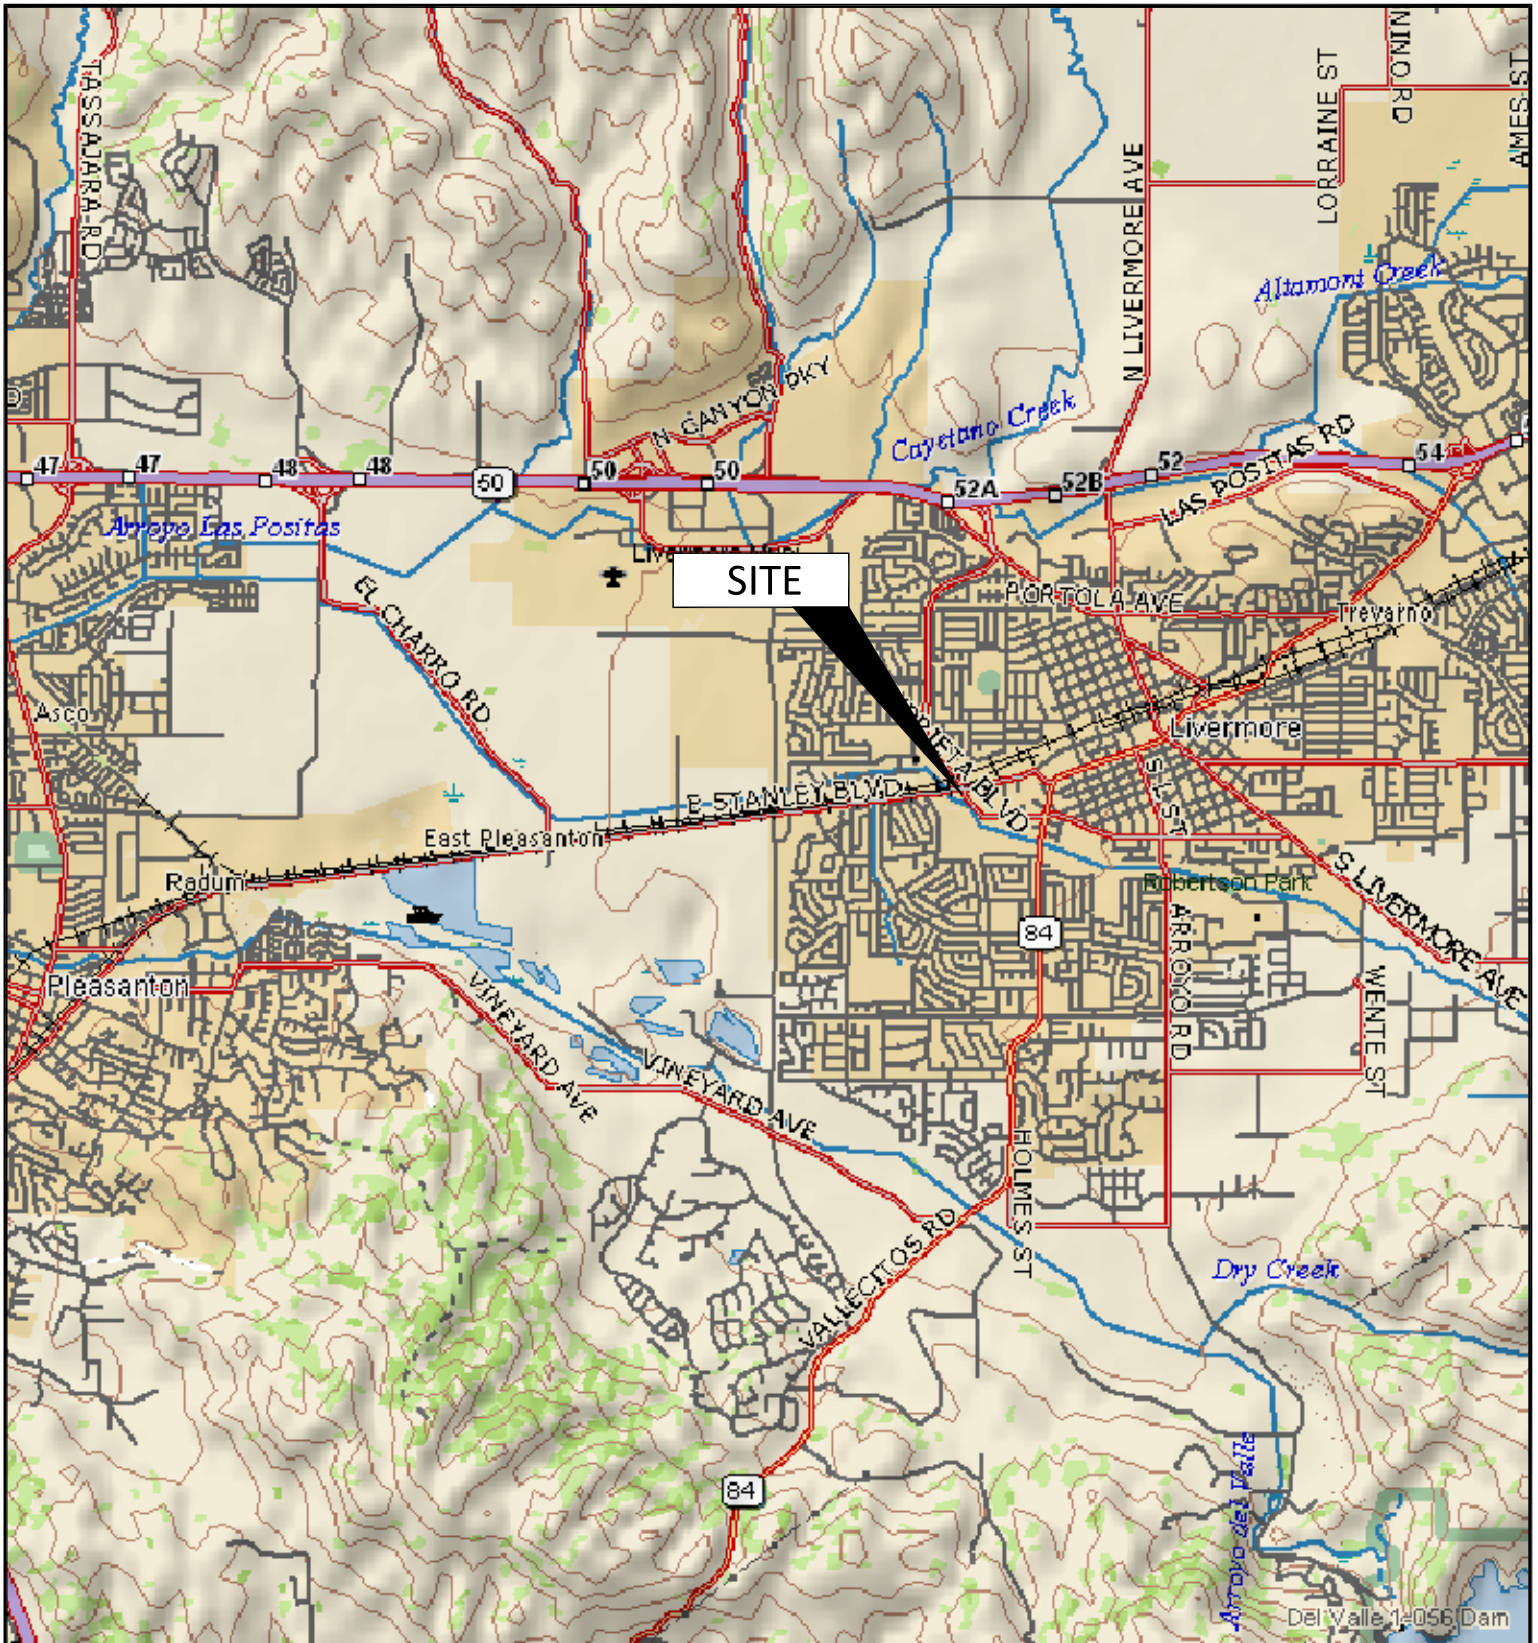 TASSAJARA RD
N LIVERMORE AVE
LORRAINE ST
AMES ST
Altamont Creek
N CANYON PKY
Cayetano Creek
LAS POSITAS RD
47
47
48
48
50
50
50
52A
52B
52
54
Arroyo Las Positas
SITE
EL CHARRO RD
PORTOLA AVE
Trevarno
Asco
Livermore
BLVD
E STANLEY BLVD
S L ST
East Pleasanton
Radum
Robertson Park
S LIVERMORE AVE
84
ARROYO RD
WENTE ST
Pleasanton
VINEYARD AVE
VINEYARD AVE
HOLMES ST
VALLECITOS RD
Dry Creek
84
Arroyo del Valle
Del Valle 1-056 Dam